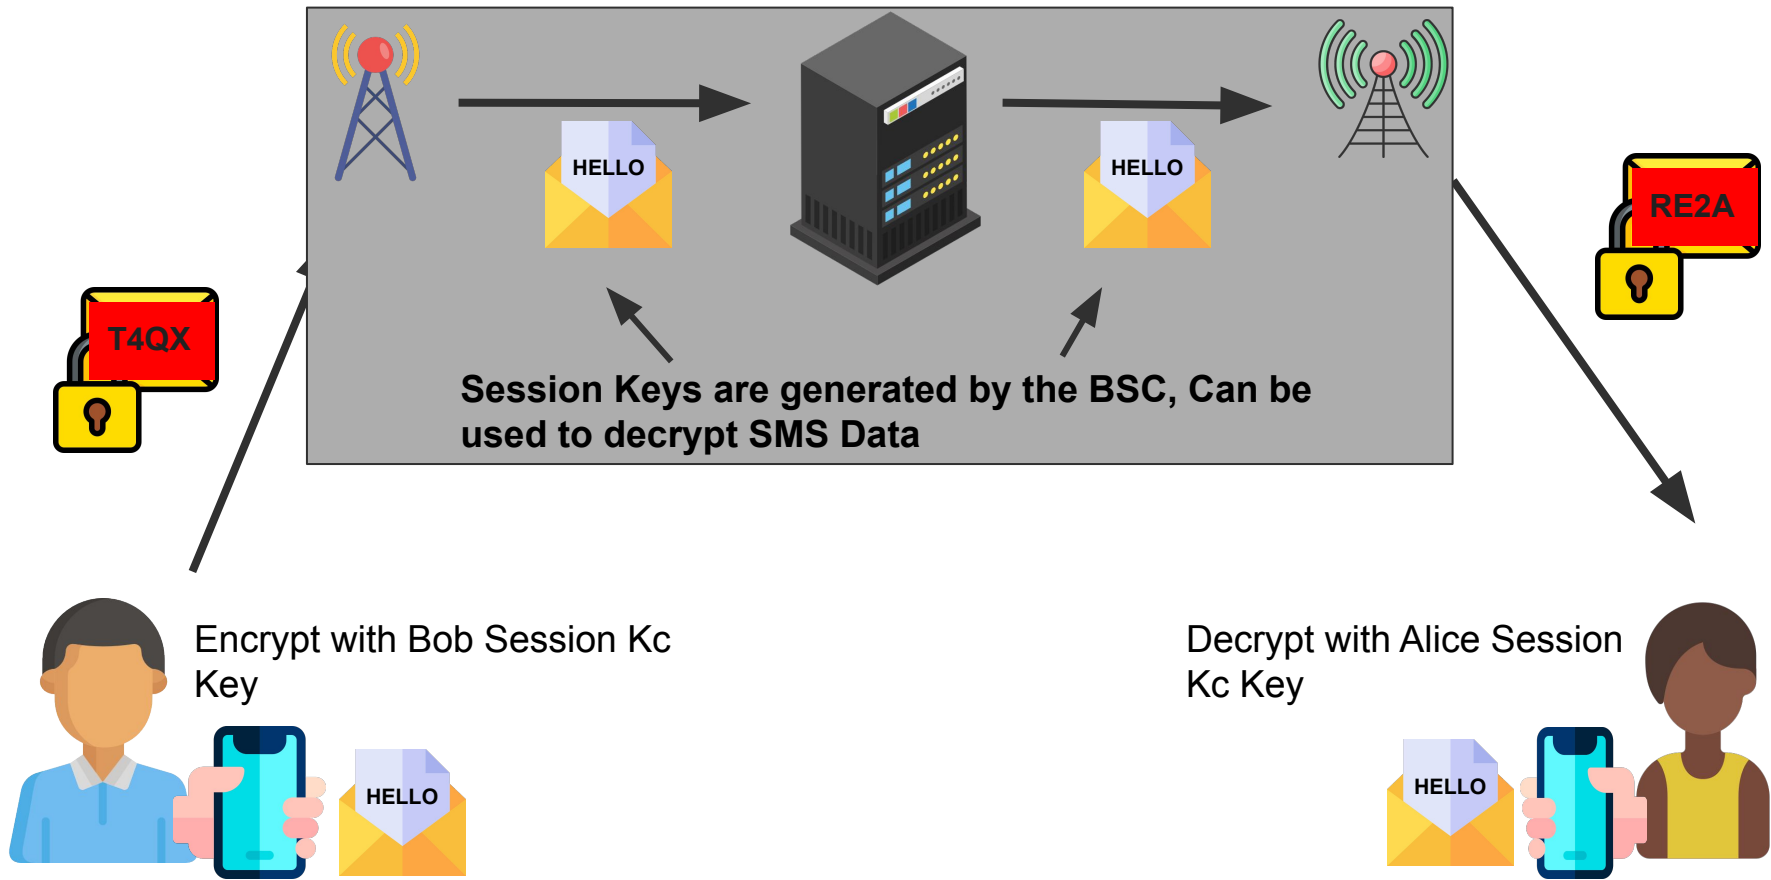 HELLO
HELLO
RE2A
T4QX
Session Keys are generated by the BSC, Can be
used to decrypt SMS Data
Encrypt with Bob Session Kc
Key
Decrypt with Alice Session
Kc Key
HELLO
HELLO